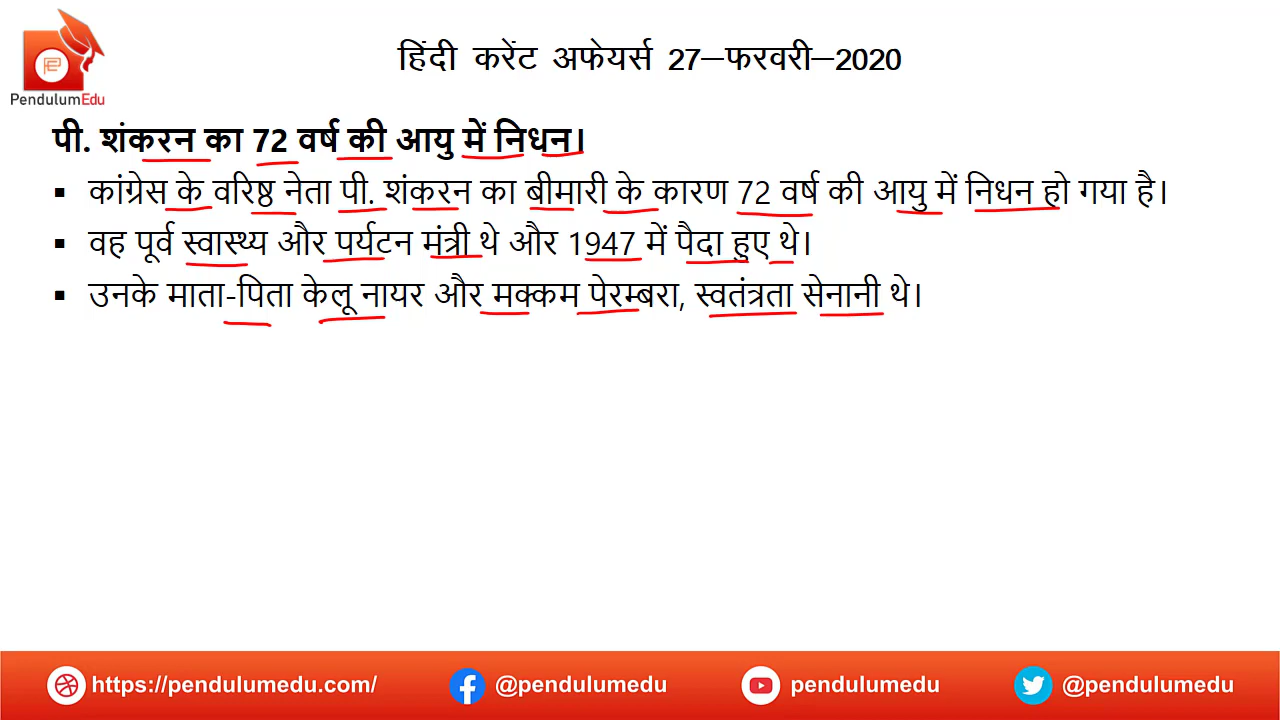 हिंदी करेंट अफेयर्स 27–फरवरी–2020
PendulumEdu
पी. शंकरन का 72 वर्ष की आयु में निधन।
▪ कांग्रेस के वरिष्ठ नेता पी. शंकरन का बीमारी के कारण 72 वर्ष की आयु में निधन हो गया है।
▪ वह पूर्व स्वास्थ्य और पर्यटन मंत्री थे और 1947 में पैदा हुए थे।
▪ उनके माता-पिता केलू नायर और मक्कम पेरम्बरा, स्वतंत्रता सेनानी थे।
https://pendulumedu.com/ @pendulumedu pendulumedu @pendulumedu